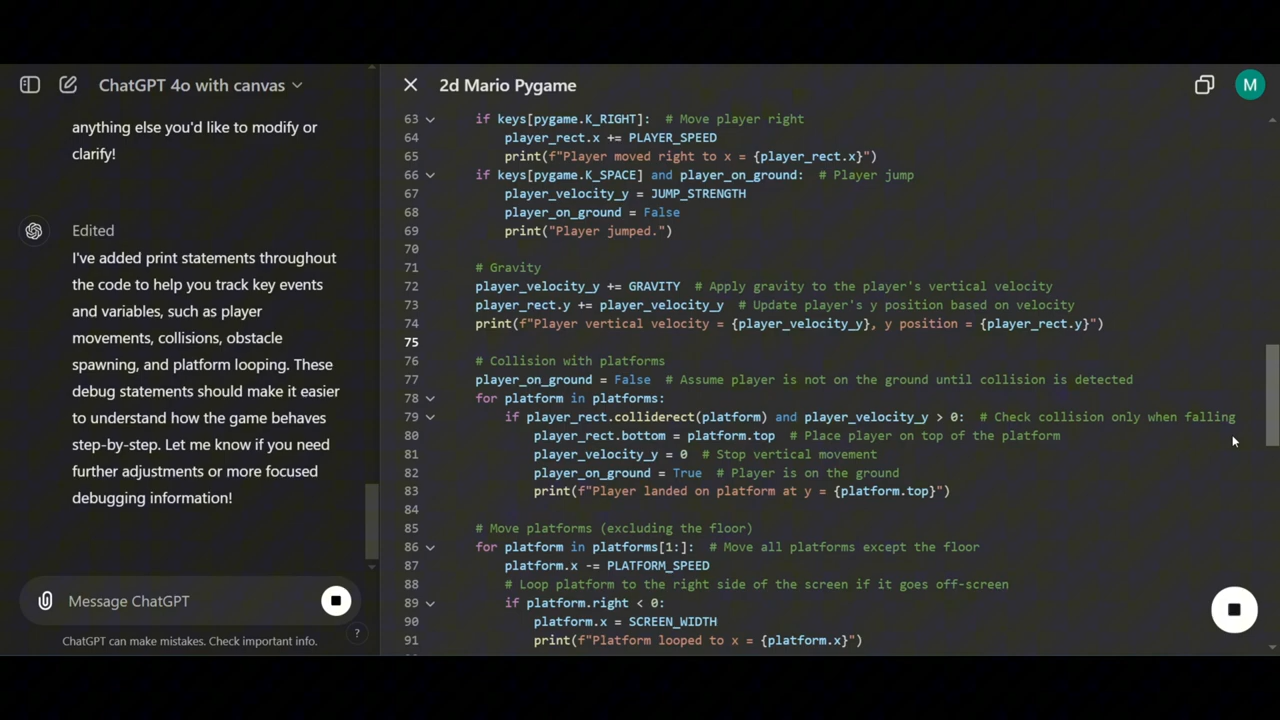 ChatGPT 4o with canvas
anything else you'd like to modify or
clarify!
Edited
I've added print statements throughout
the code to help you track key events
and variables, such as player
movements, collisions, obstacle
spawning, and platform looping. These
debug statements should make it easier
to understand how the game behaves
step-by-step. Let me know if you need
further adjustments or more focused
debugging information!
Message ChatGPT
ChatGPT can make mistakes. Check important info.
?
2d Mario Pygame
M
63 if keys[pygame.K_RIGHT]: # Move player right
64 player_rect.x += PLAYER_SPEED
65 print(f"Player moved right to x = {player_rect.x}")
66 if keys[pygame.K_SPACE] and player_on_ground: # Player jump
67 player_velocity_y = JUMP_STRENGTH
68 player_on_ground = False
69 print("Player jumped.")
70
71 # Gravity
72 player_velocity_y += GRAVITY # Apply gravity to the player's vertical velocity
73 player_rect.y += player_velocity_y # Update player's y position based on velocity
74 print(f"Player vertical velocity = {player_velocity_y}, y position = {player_rect.y}")
75
76 # Collision with platforms
77 player_on_ground = False # Assume player is not on the ground until collision is detected
78 for platform in platforms:
79 if player_rect.colliderect(platform) and player_velocity_y > 0: # Check collision only when falling
80 player_rect.bottom = platform.top # Place player on top of the platform
81 player_velocity_y = 0 # Stop vertical movement
82 player_on_ground = True # Player is on the ground
83 print(f"Player landed on platform at y = {platform.top}")
84
85 # Move platforms (excluding the floor)
86 for platform in platforms[1:]: # Move all platforms except the floor
87 platform.x -= PLATFORM_SPEED
88 # Loop platform to the right side of the screen if it goes off-screen
89 if platform.right < 0:
90 platform.x = SCREEN_WIDTH
91 print(f"Platform looped to x = {platform.x}")